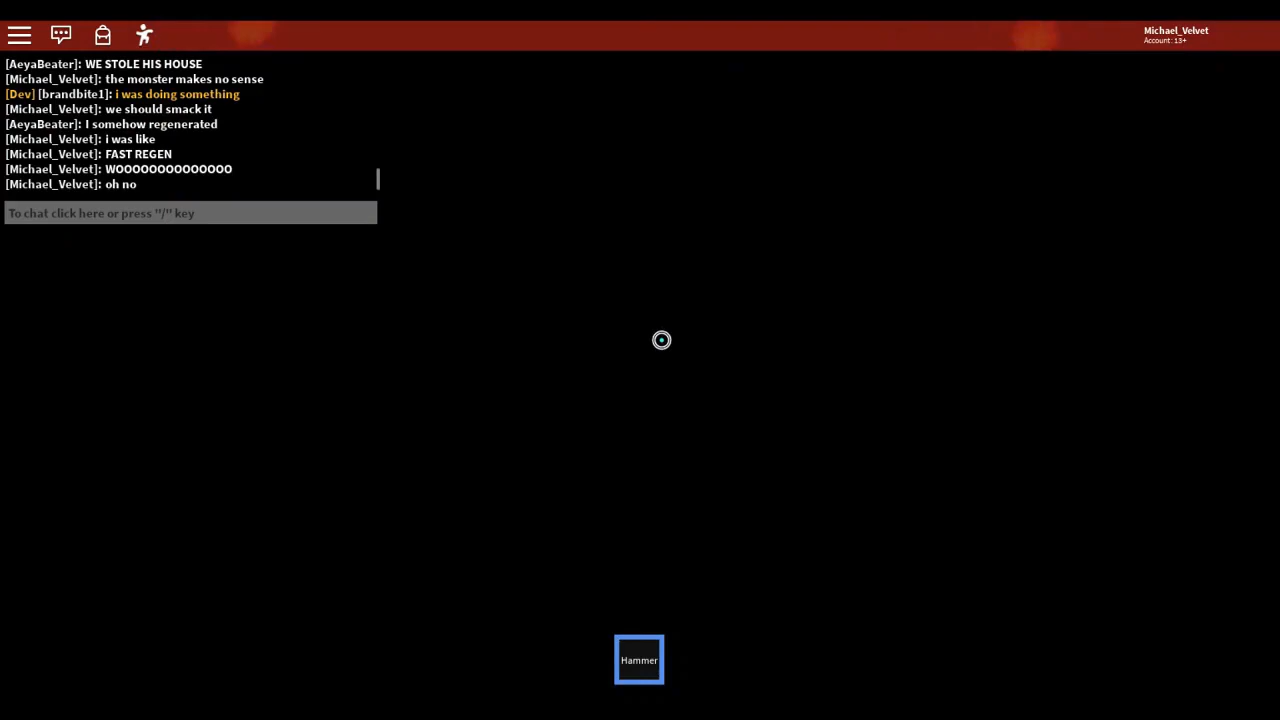 Michael_Velvet
Account: 13+
[AeyaBeater]: WE STOLE HIS HOUSE
[Michael_Velvet]: the monster makes no sense
[Dev] [brandbite1]: i was doing something
[Michael_Velvet]: we should smack it
[AeyaBeater]: I somehow regenerated
[Michael_Velvet]: i was like
[Michael_Velvet]: FAST REGEN
[Michael_Velvet]: WOOOOOOOOOOOOOO
[Michael_Velvet]: oh no
To chat click here or press "/" key
Hammer